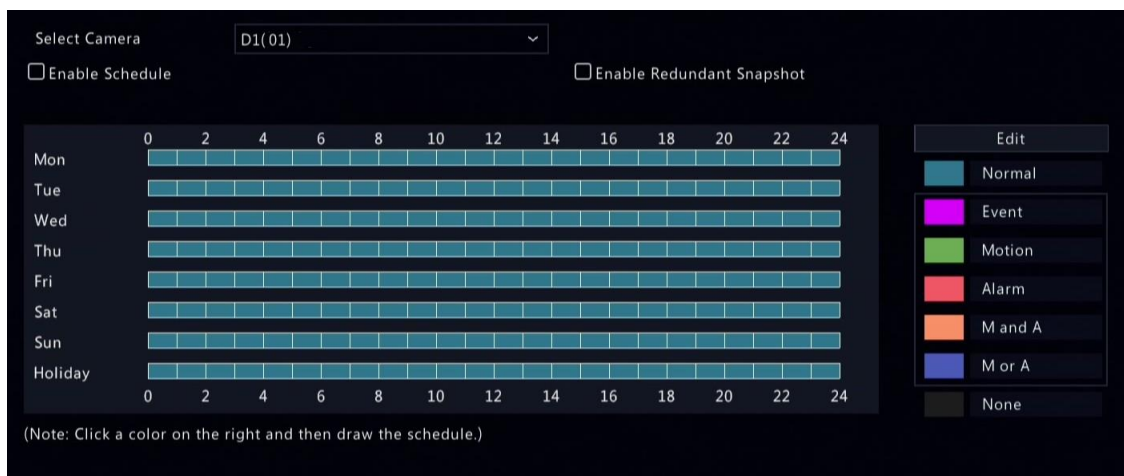 Select Camera D1(01)
Enable Schedule Enable Redundant Snapshot
0 2 4 6 8 10 12 14 16 18 20 22 24
Edit
Mon
Tue
Wed
Thu
Fri
Sat
Sun
Holiday
0 2 4 6 8 10 12 14 16 18 20 22 24
Normal
Event
Motion
Alarm
M and A
M or A
None
(Note: Click a color on the right and then draw the schedule.)